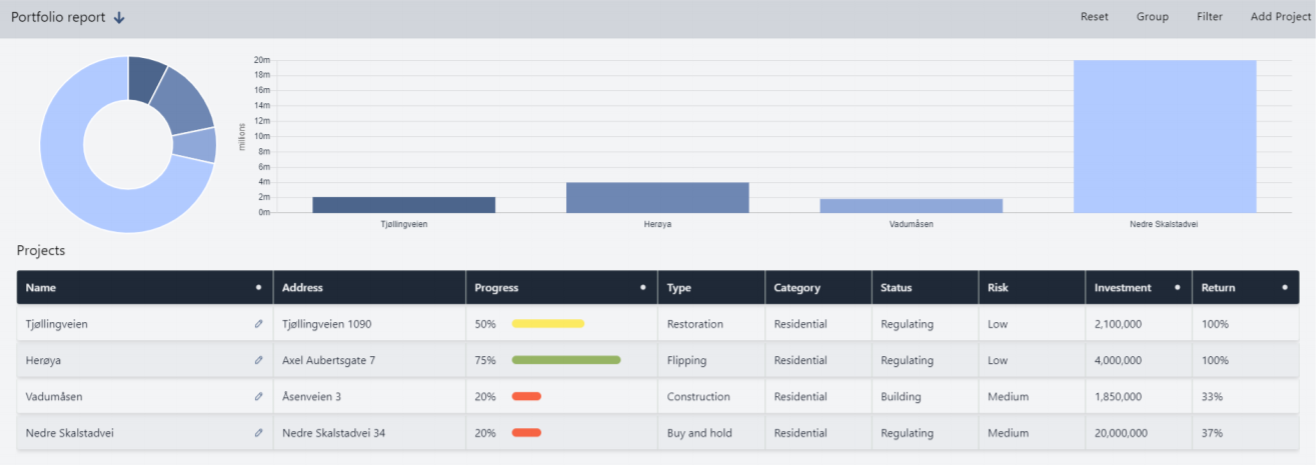 Portfolio report Reset Group Filter Add Project
20m
18m
16m
14m
12m
10m
8m
6m
4m
2m
0m
millions
Tjøllingveien Herøya Vadumåsen Nedre Skalstadvei
Projects
Name Address Progress Type Category Status Risk Investment Return
Tjøllingveien Tjøllingveien 1090 50% Restoration Residential Regulating Low 2,100,000 100%
Herøya Axel Aubertsgate 7 75% Flipping Residential Regulating Low 4,000,000 100%
Vadumåsen Åsenveien 3 20% Construction Residential Building Medium 1,850,000 33%
Nedre Skalstadvei Nedre Skalstadvei 34 20% Buy and hold Residential Regulating Medium 20,000,000 37%